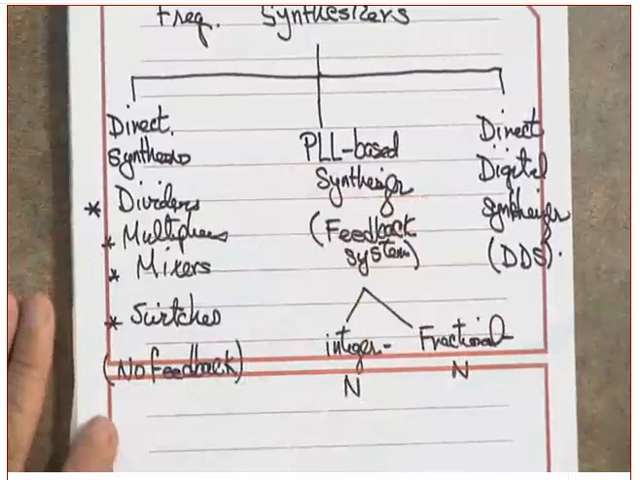 Freq. Synthesizers
Direct
Synthesis
* Dividers
* Multipliers
* Mixers
* Switches
(No feedback)
PLL-based
Synthesizer
(Feedback
system)
integer-
N
Fractional
N
Direct
Digital
Synthesizer
(DDS).